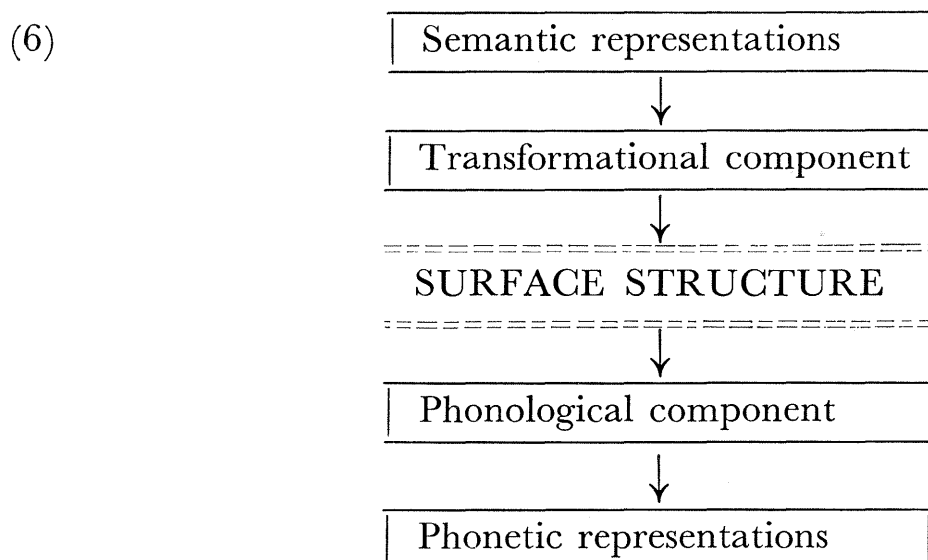 (6)
Semantic representations
Transformational component
SURFACE STRUCTURE
Phonological component
Phonetic representations